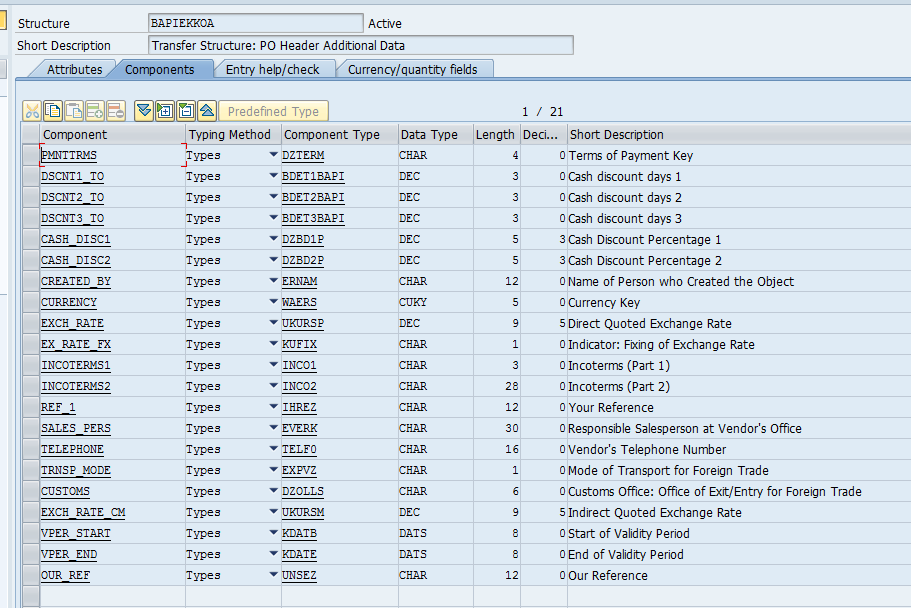 Structure BAPIEKKOA Active
Short Description Transfer Structure: PO Header Additional Data
Attributes Components Entry help/check Currency/quantity fields
Predefined Type 1 / 21
Component Typing Method Component Type Data Type Length Deci... Short Description
PMNTTRMS Types DZTERM CHAR 4 0 Terms of Payment Key
DSCNT1_TO Types BDET1BAPI DEC 3 0 Cash discount days 1
DSCNT2_TO Types BDET2BAPI DEC 3 0 Cash discount days 2
DSCNT3_TO Types BDET3BAPI DEC 3 0 Cash discount days 3
CASH_DISC1 Types DZBD1P DEC 5 3 Cash Discount Percentage 1
CASH_DISC2 Types DZBD2P DEC 5 3 Cash Discount Percentage 2
CREATED_BY Types ERNAM CHAR 12 0 Name of Person who Created the Object
CURRENCY Types WAERS CUKY 5 0 Currency Key
EXCH_RATE Types UKURSP DEC 9 5 Direct Quoted Exchange Rate
EX_RATE_FX Types KUFIX CHAR 1 0 Indicator: Fixing of Exchange Rate
INCOTERMS1 Types INCO1 CHAR 3 0 Incoterms (Part 1)
INCOTERMS2 Types INCO2 CHAR 28 0 Incoterms (Part 2)
REF_1 Types IHREZ CHAR 12 0 Your Reference
SALES_PERS Types EVERK CHAR 30 0 Responsible Salesperson at Vendor's Office
TELEPHONE Types TELF0 CHAR 16 0 Vendor's Telephone Number
TRNSP_MODE Types EXPVZ CHAR 1 0 Mode of Transport for Foreign Trade
CUSTOMS Types DZOLLS CHAR 6 0 Customs Office: Office of Exit/Entry for Foreign Trade
EXCH_RATE_CM Types UKURSM DEC 9 5 Indirect Quoted Exchange Rate
VPER_START Types KDATB DATS 8 0 Start of Validity Period
VPER_END Types KDATE DATS 8 0 End of Validity Period
OUR_REF Types UNSEZ CHAR 12 0 Our Reference